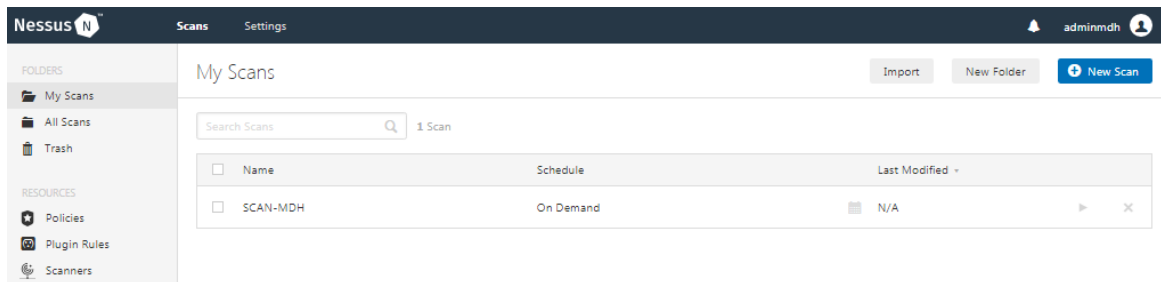 Nessus N ™ Scans Settings adminmdh
FOLDERS
My Scans
All Scans
Trash
RESOURCES
Policies
Plugin Rules
Scanners
My Scans Import New Folder New Scan
Search Scans 1 Scan
Name Schedule Last Modified
SCAN-MDH On Demand N/A